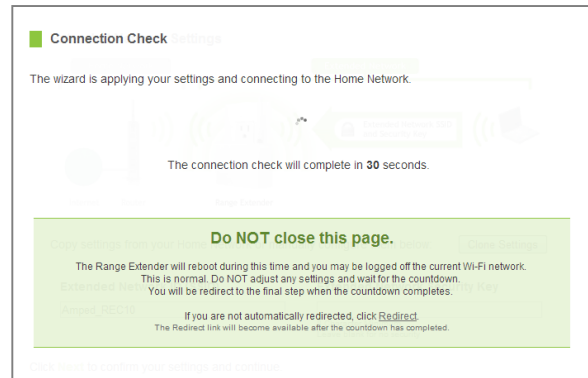 Connection Check Settings
The wizard is applying your settings and connecting to the Home Network.
The connection check will complete in 30 seconds.
Do NOT close this page.
The Range Extender will reboot during this time and you may be logged off the current Wi-Fi network.
This is normal. Do NOT adjust any settings and wait for the countdown.
You will be redirect to the final step when the countdown completes.
If you are not automatically redirected, click Redirect.
The Redirect link will become available after the countdown has completed.